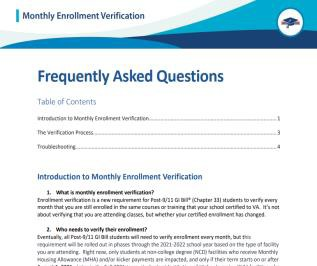 Monthly Enrollment Verification
Frequently Asked Questions
Table of Contents
Introduction to Monthly Enrollment Verification.....1
The Verification Process.....3
Troubleshooting.....4
Introduction to Monthly Enrollment Verification
1. What is monthly enrollment verification?
Enrollment verification is a new requirement for Post-9/11 GI Bill® (Chapter 33) students to verify every
month that you are still enrolled in the same courses or training that your school certified to VA. It's not
about verifying that you are attending classes, but whether your certified enrollment has changed.
2. Who needs to verify their enrollment?
Eventually, all Post-9/11 GI Bill students will need to verify enrollment every month, but this
requirement will be rolled out in phases through the 2021-2022 school year based on the type of facility
you are attending. Right now, only students at non-college degree (NCD) facilities who receive Monthly
Housing Allowance (MHA) and/or kicker payments are impacted, and only if their term starts on or after